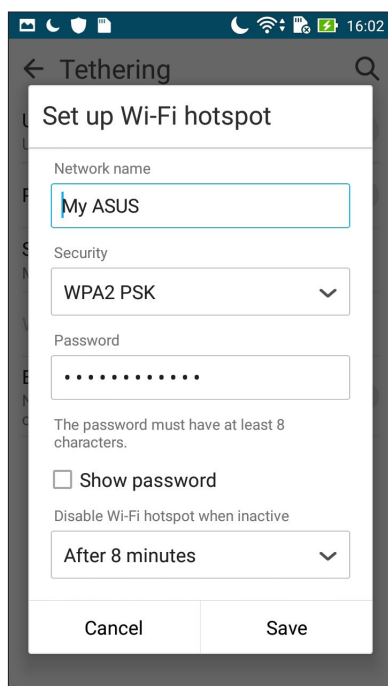 16:02
Tethering
Set up Wi-Fi hotspot
Network name
My ASUS
Security
WPA2 PSK
Password
The password must have at least 8
characters.
Show password
Disable Wi-Fi hotspot when inactive
After 8 minutes
Cancel
Save